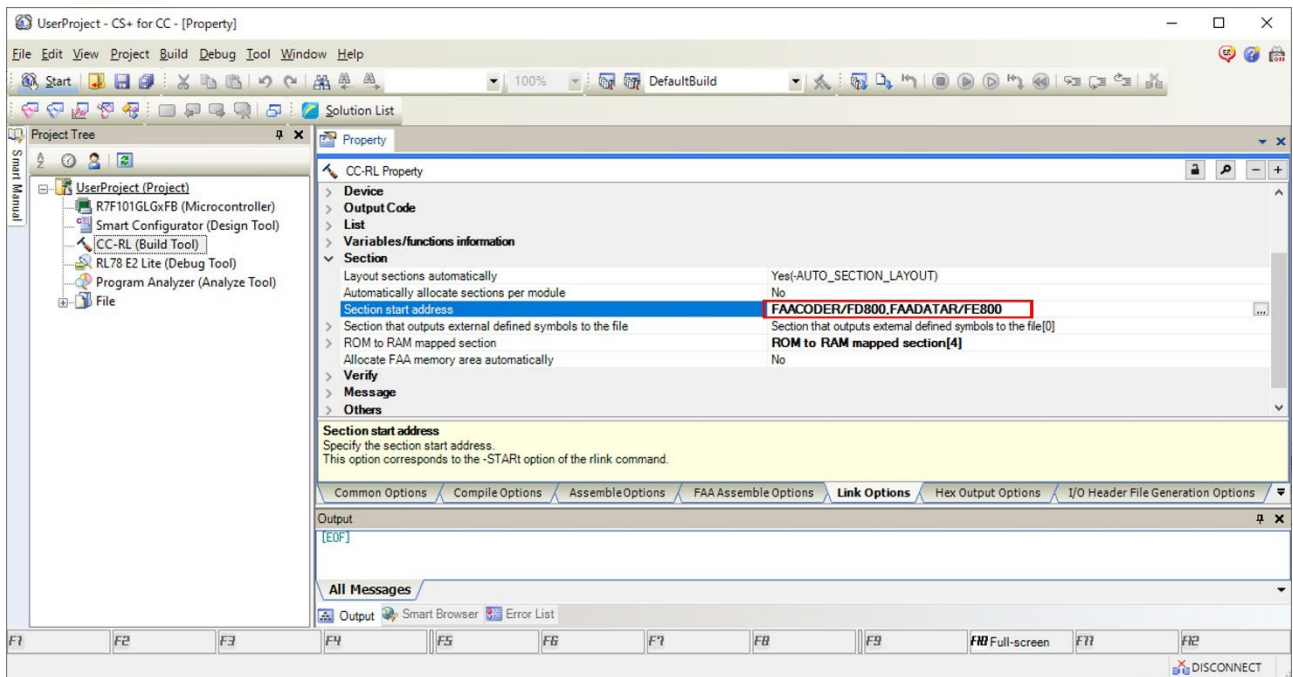 UserProject - CS+ for CC - [Property]
File Edit View Project Build Debug Tool Window Help
Start 100% DefaultBuild
Solution List
Smart Manual
Project Tree
UserProject (Project)
R7F101GLGxFB (Microcontroller)
Smart Configurator (Design Tool)
CC-RL (Build Tool)
RL78 E2 Lite (Debug Tool)
Program Analyzer (Analyze Tool)
File
Property
CC-RL Property
Device
Output Code
List
Variables/functions information
Section
Layout sections automatically Yes(-AUTO_SECTION_LAYOUT)
Automatically allocate sections per module No
Section start address FAACODER/FD800,FAADATAR/FE800 ...
Section that outputs external defined symbols to the file Section that outputs external defined symbols to the file[0]
ROM to RAM mapped section ROM to RAM mapped section[4]
Allocate FAA memory area automatically No
Verify
Message
Others
Section start address
Specify the section start address.
This option corresponds to the -STARt option of the rlink command.
Common Options Compile Options Assemble Options FAA Assemble Options Link Options Hex Output Options I/O Header File Generation Options
Output
[EOF]
All Messages
Output Smart Browser Error List
F1 F2 F3 F4 F5 F6 F7 F8 F9 F10 Full-screen F11 F12
DISCONNECT